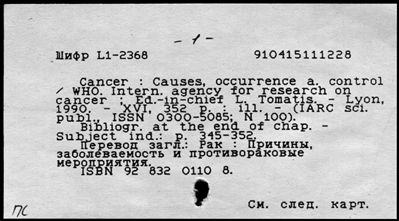 - 1 -
Шифр L1-2368 910415111228
Cancer : Causes, occurrence a. control
/ WHO. Intern. agency for research on
cancer ; Ed.-in-chief L. Tomatis. - Lyon,
1990. - XVI, 352 p. : ill. - (IARC sci.
publ., ISSN 0300-5085; N 100).
Bibliogr. at the end of chap. -
Subject ind.: p. 345-352.
Перевод загл.: Рак : Причины,
заболеваемость и противораковые
мероприятия.
ISBN 92 832 0110 8.
См. след. карт.
ПС